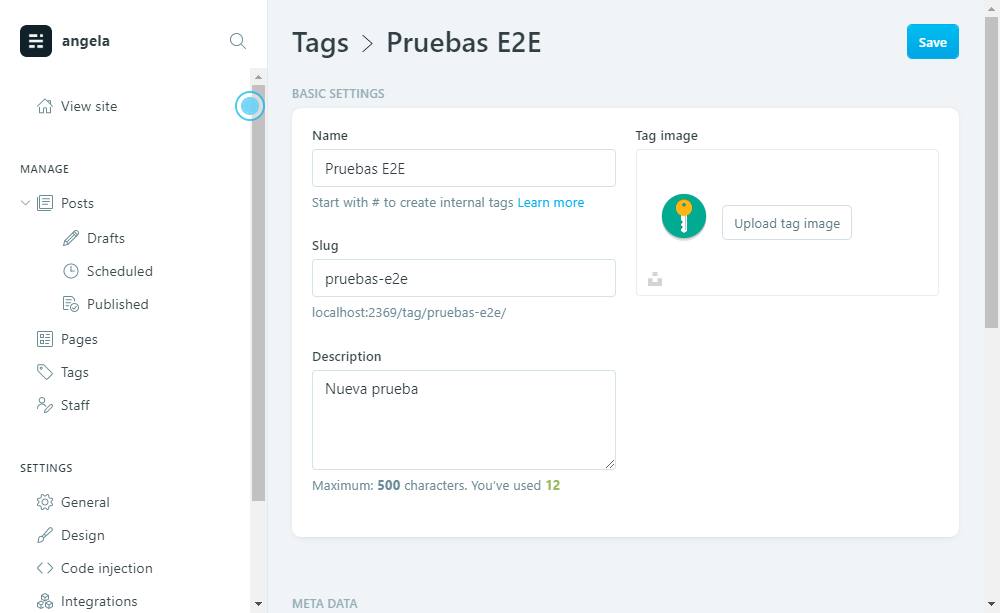 angela
View site
MANAGE
Posts
Drafts
Scheduled
Published
Pages
Tags
Staff
SETTINGS
General
Design
Code injection
Integrations
Tags > Pruebas E2E
Save
BASIC SETTINGS
Name
Pruebas E2E
Start with # to create internal tags Learn more
Slug
pruebas-e2e
localhost:2369/tag/pruebas-e2e/
Description
Nueva prueba
Maximum: 500 characters. You've used 12
Tag image
Upload tag image
META DATA